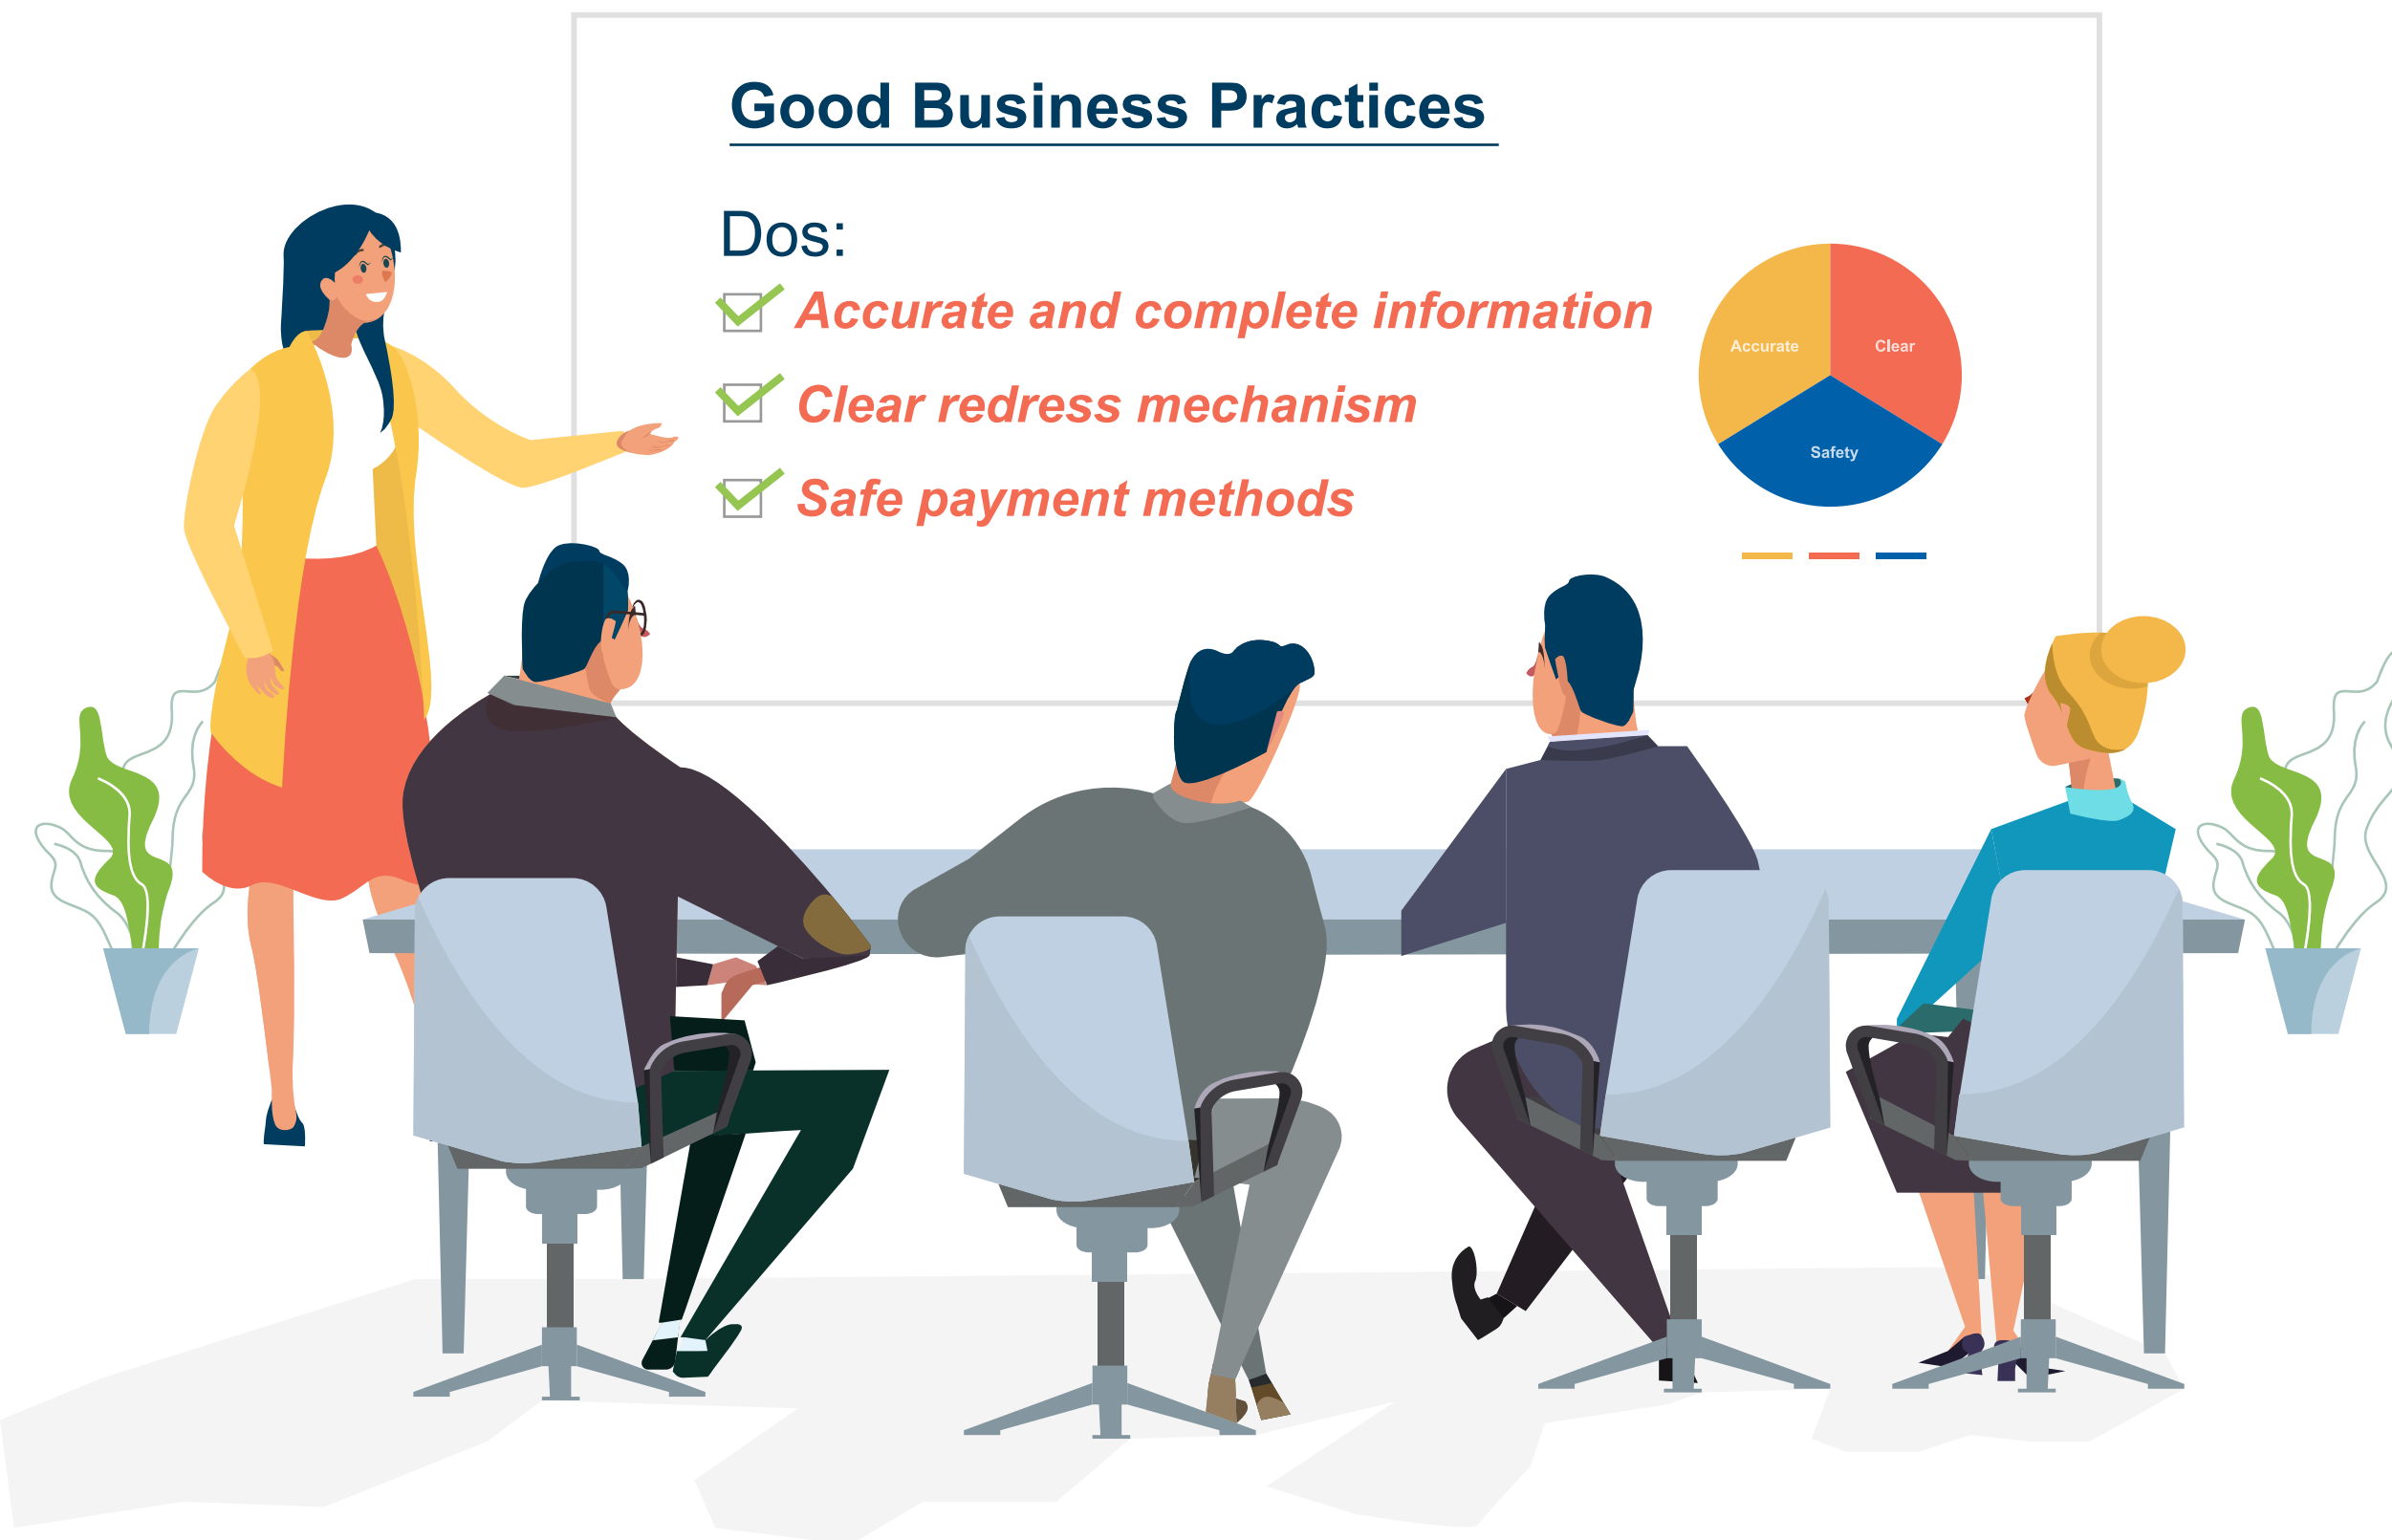 Good Business Practices
Dos:
Accurate and complete information
Clear redress mechanism
Safe payment methods
Accurate
Clear
Safety